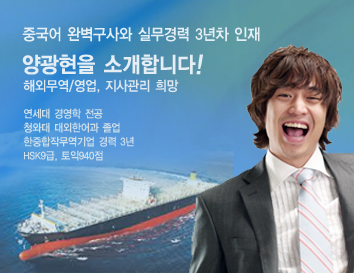 중국어 완벽구사와 실무경력 3년차 인재
양광현을 소개합니다!
해외무역/영업, 지사관리 희망
연세대 경영학 전공
청와대 대외한어과 졸업
한중합작무역기업 경력 3년
HSK9급, 토익940점